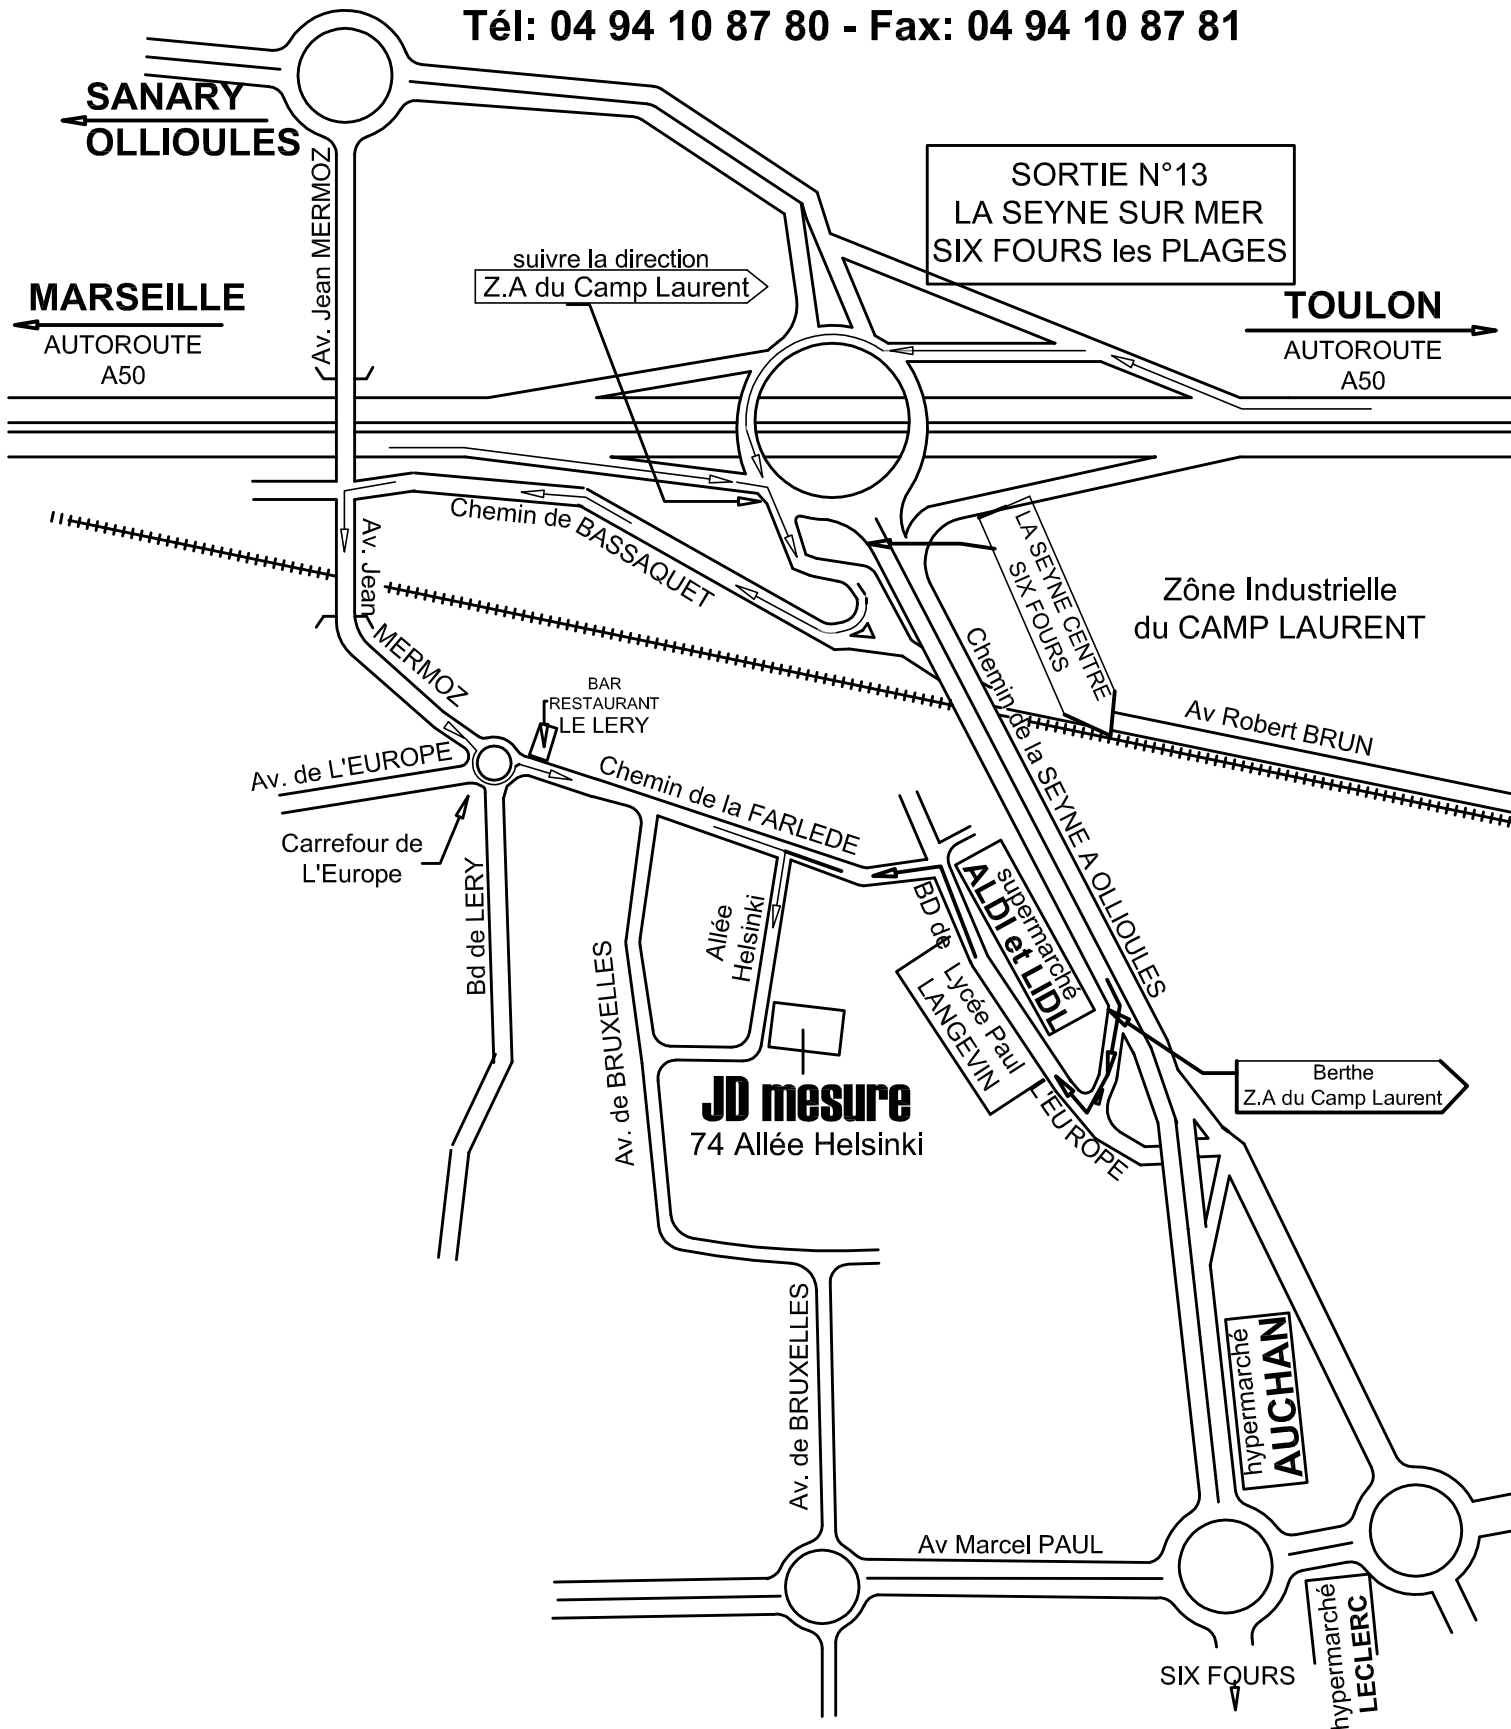 Tél: 04 94 10 87 80 - Fax: 04 94 10 87 81
SANARY
OLLIOULES
Av. Jean MERMOZ
SORTIE N°13
LA SEYNE SUR MER
SIX FOURS les PLAGES
suivre la direction
Z.A du Camp Laurent
MARSEILLE
AUTOROUTE
A50
TOULON
AUTOROUTE
A50
Chemin de BASSAQUET
Av. Jean
MERMOZ
LA SEYNE CENTRE
SIX FOURS
Zône Industrielle
du CAMP LAURENT
Chemin de la SEYNE A OLLIOULES
Av Robert BRUN
BAR
RESTAURANT
LE LERY
Av. de L'EUROPE
Chemin de la FARLEDE
Carrefour de
L'Europe
Bd de LERY
Allée
Helsinki
BD de
L'EUROPE
supermarché
ALDI et LIDL
Lycée Paul
LANGEVIN
Av. de BRUXELLES
JD mesure
74 Allée Helsinki
Berthe
Z.A du Camp Laurent
Av. de BRUXELLES
hypermarché
AUCHAN
Av Marcel PAUL
SIX FOURS
hypermarché
LECLERC